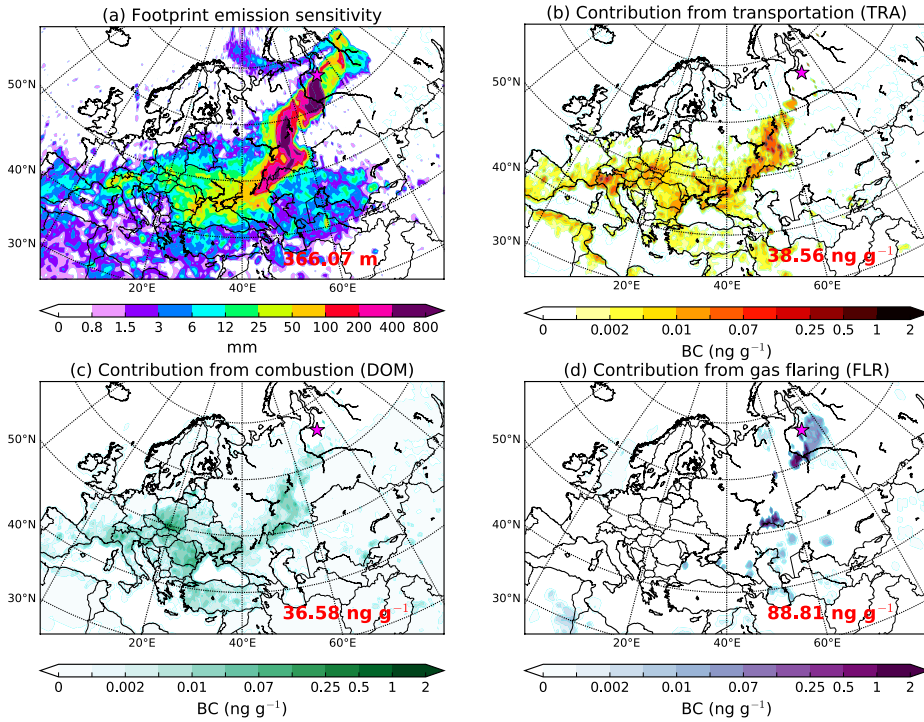 (a) Footprint emission sensitivity
50°N
40°N
30°N
366.07 m
20°E 40°E 60°E
0 0.8 1.5 3 6 12 25 50 100 200 400 800
mm
(b) Contribution from transportation (TRA)
50°N
40°N
30°N
38.56 ng g⁻¹
20°E 40°E 60°E
0 0.002 0.01 0.07 0.25 0.5 1 2
BC (ng g⁻¹)
(c) Contribution from combustion (DOM)
50°N
40°N
30°N
36.58 ng g⁻¹
20°E 40°E 60°E
0 0.002 0.01 0.07 0.25 0.5 1 2
BC (ng g⁻¹)
(d) Contribution from gas flaring (FLR)
50°N
40°N
30°N
88.81 ng g⁻¹
20°E 40°E 60°E
0 0.002 0.01 0.07 0.25 0.5 1 2
BC (ng g⁻¹)